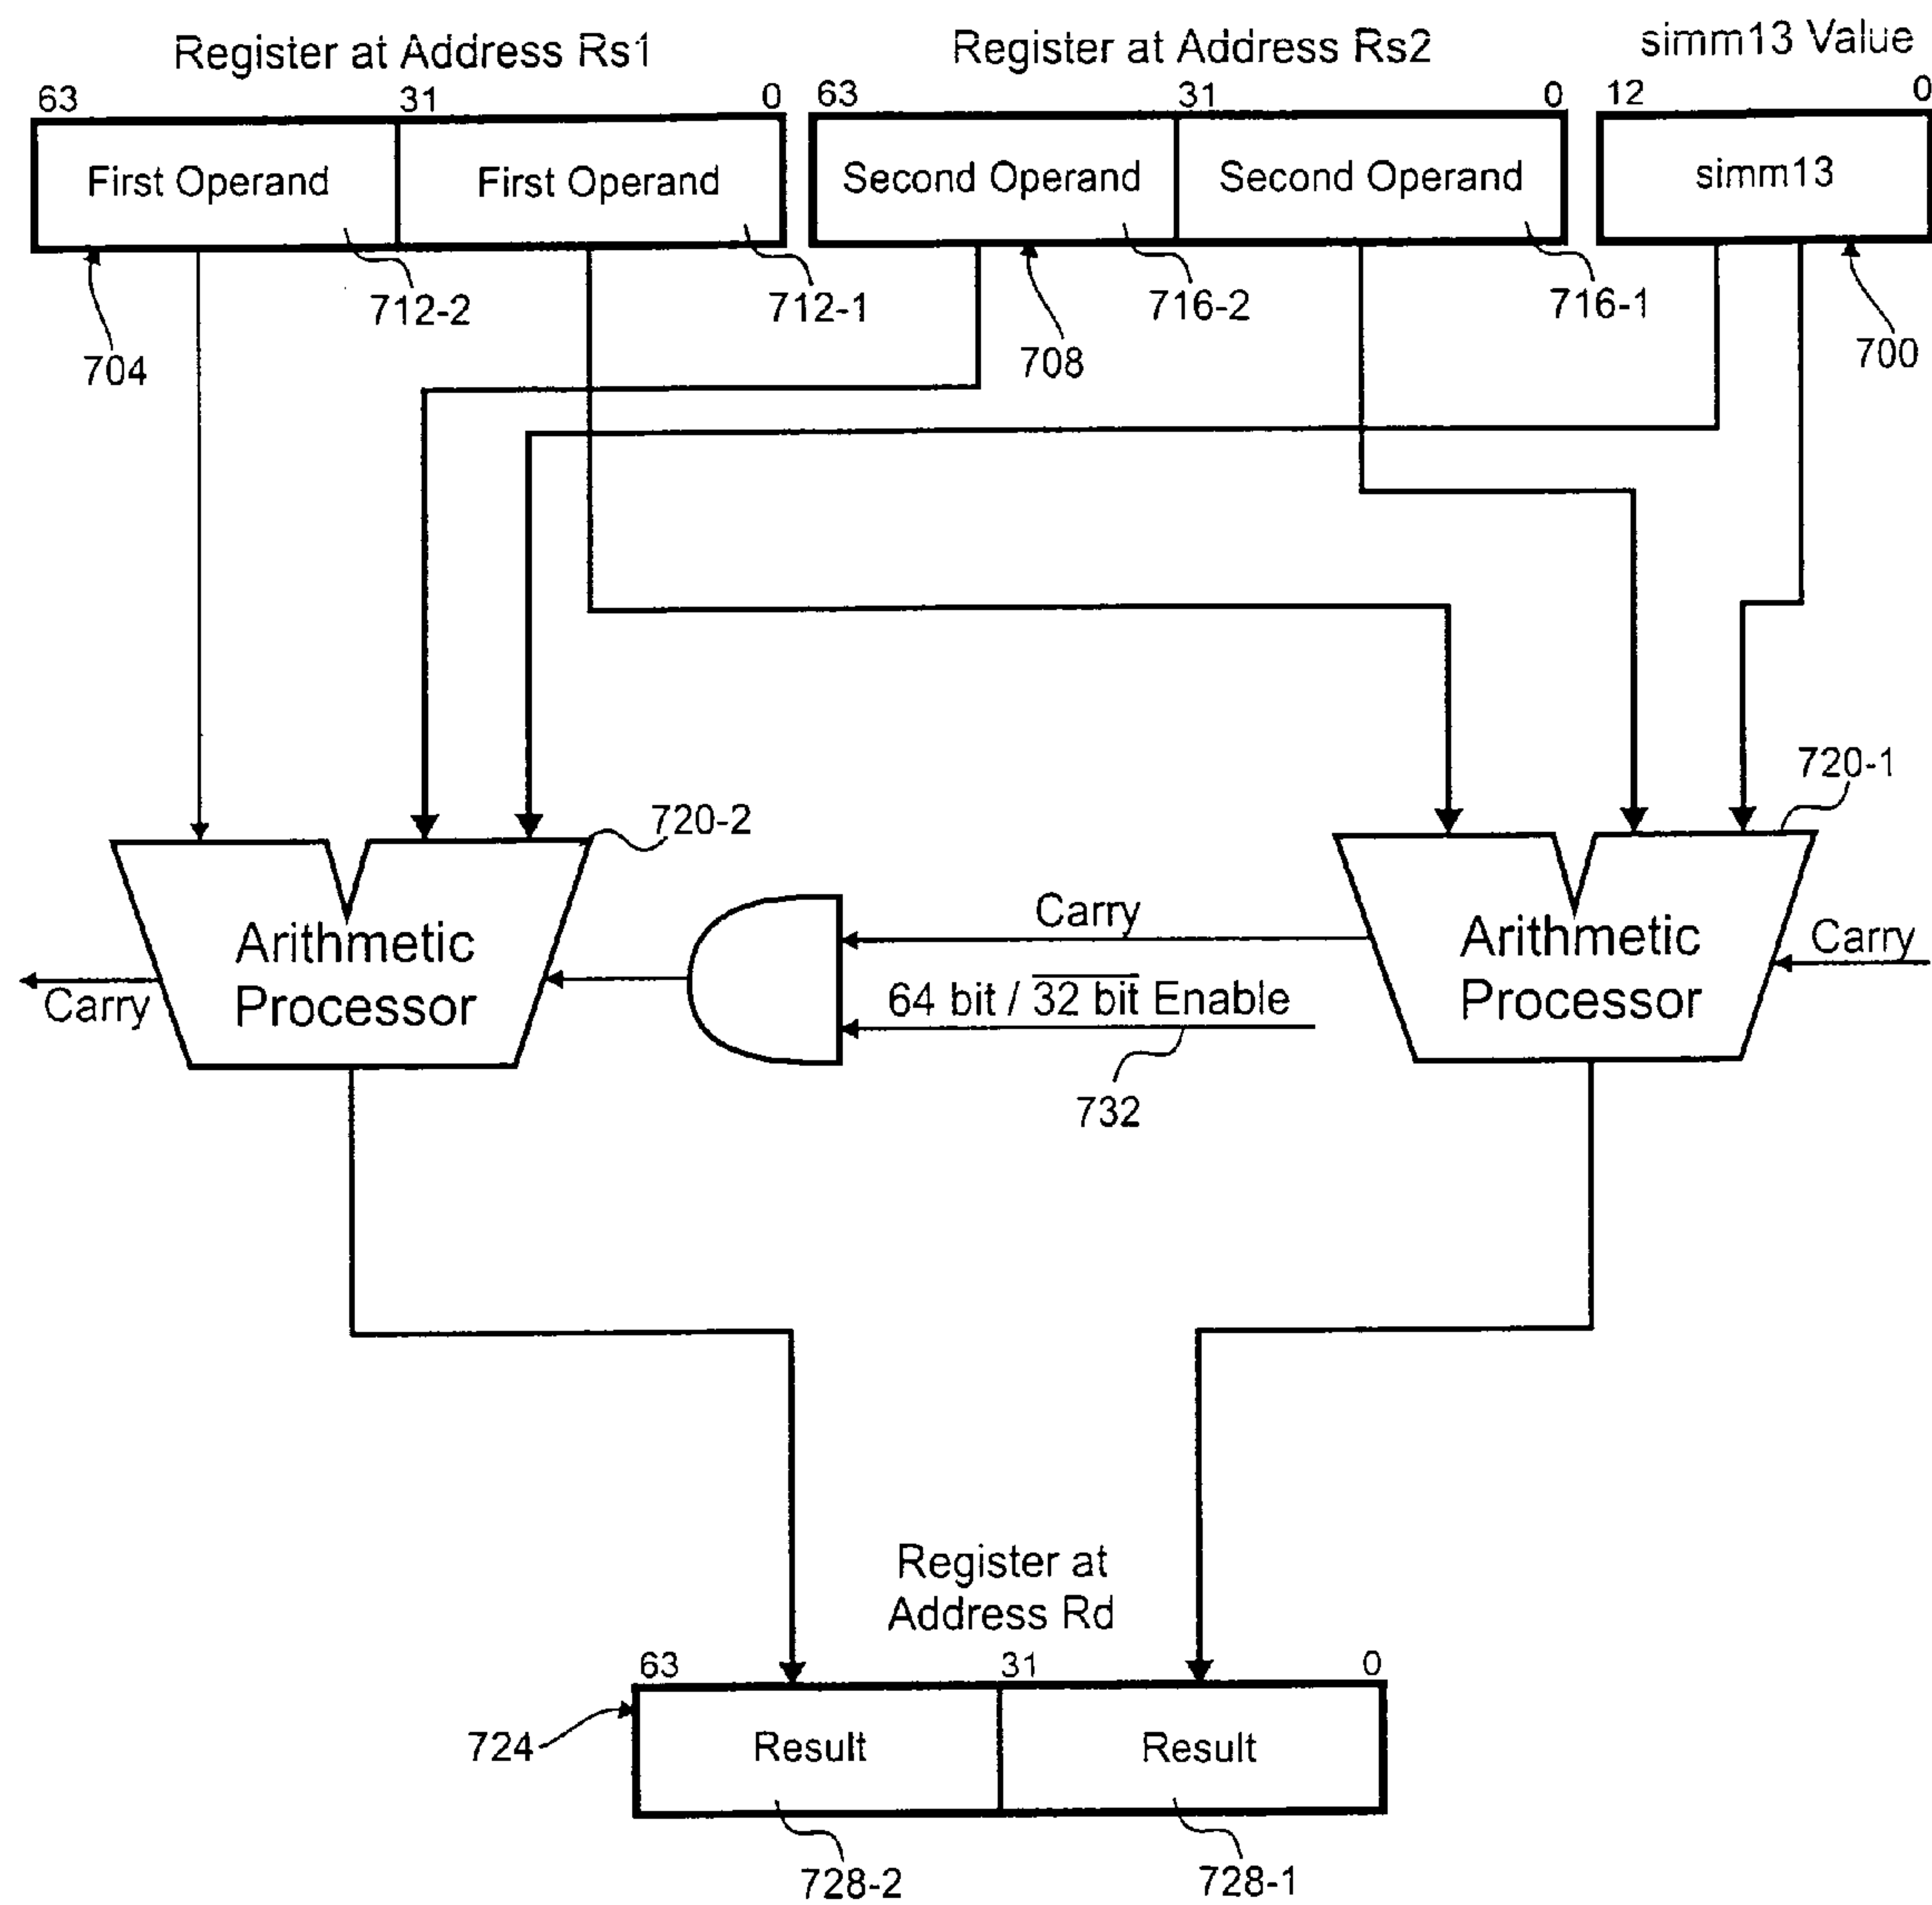 Register at Address Rs1
Register at Address Rs2
simm13 Value
63 31 0
63 31 0
12 0
First Operand
First Operand
Second Operand
Second Operand
simm13
712-2
712-1
716-2
716-1
704
708
700
720-1
720-2
Carry
Carry
Arithmetic
Processor
Arithmetic
Processor
Carry
64 bit / 32 bit Enable
732
Register at
Address Rd
63 31 0
724
Result
Result
728-2
728-1